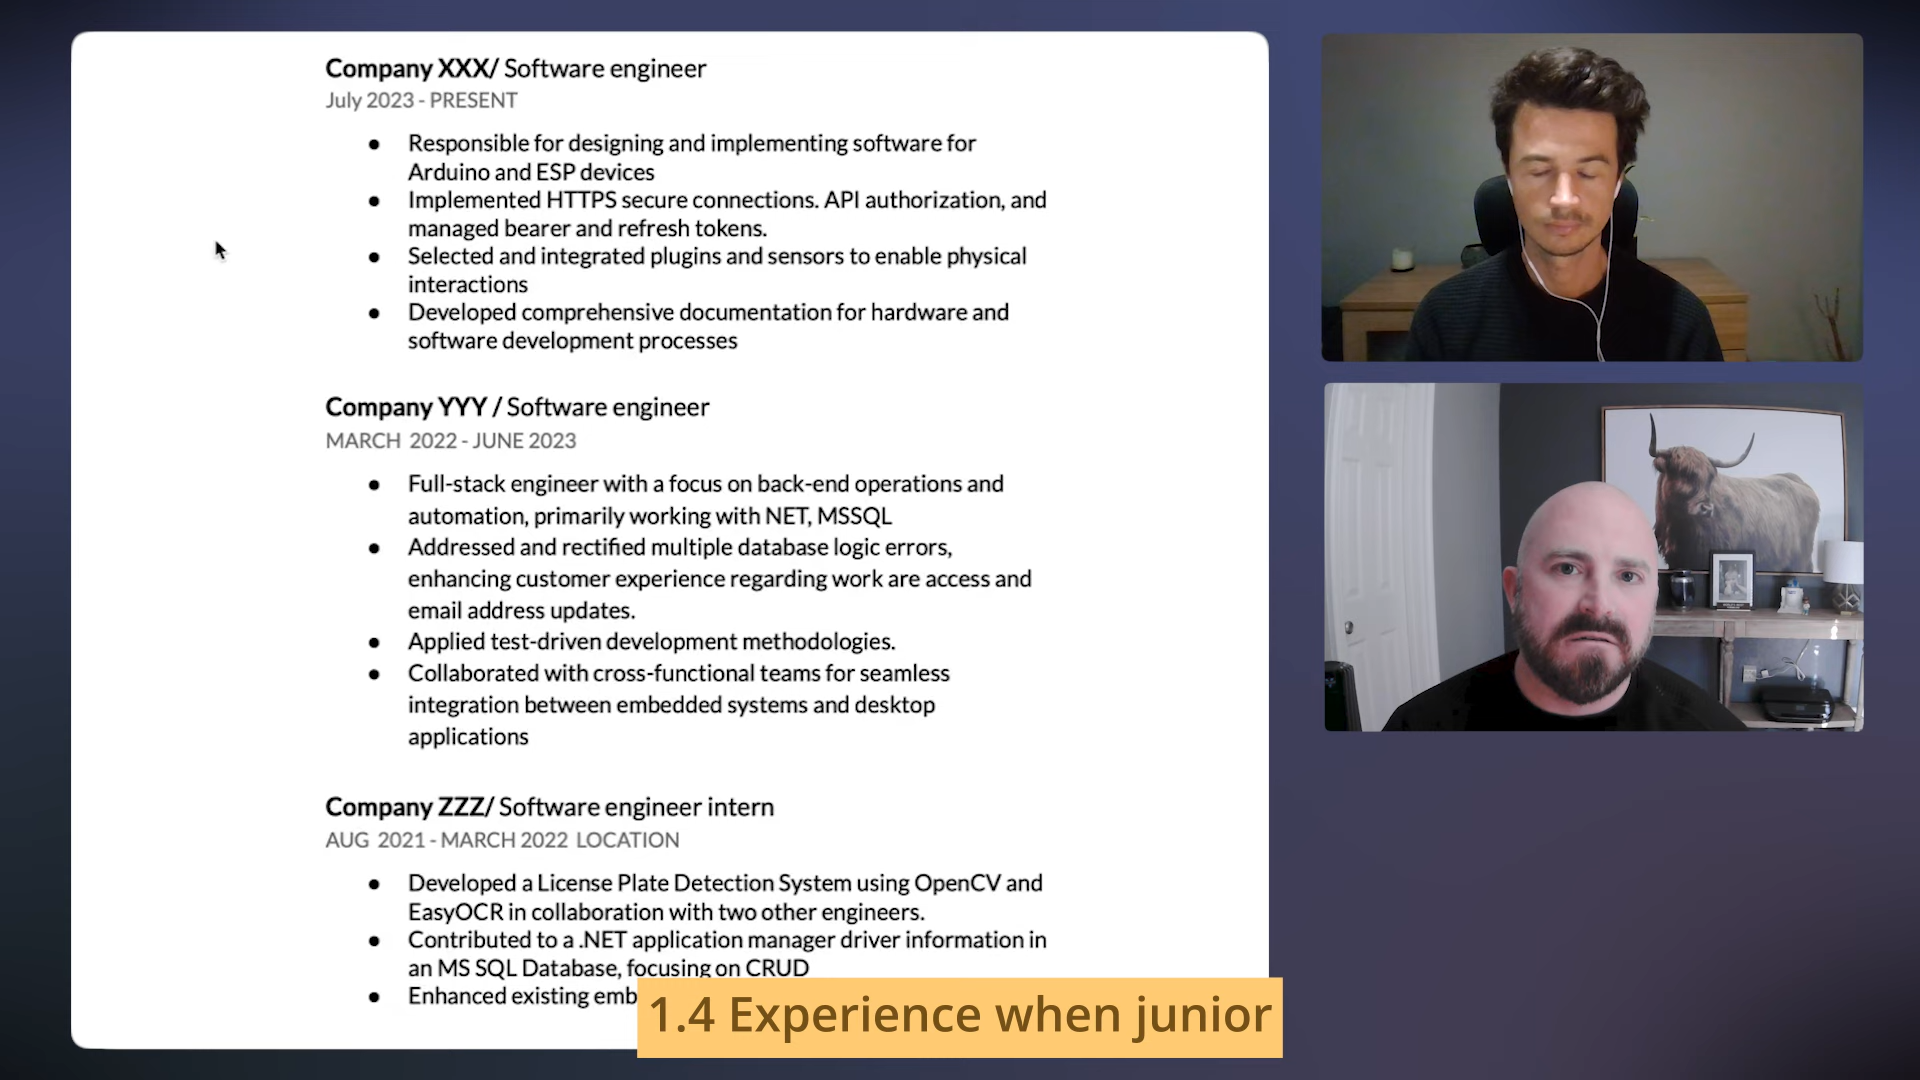 Company XXX/ Software engineer
July 2023 - PRESENT
● Responsible for designing and implementing software for
Arduino and ESP devices
● Implemented HTTPS secure connections. API authorization, and
managed bearer and refresh tokens.
● Selected and integrated plugins and sensors to enable physical
interactions
● Developed comprehensive documentation for hardware and
software development processes
Company YYY / Software engineer
MARCH 2022 - JUNE 2023
● Full-stack engineer with a focus on back-end operations and
automation, primarily working with NET, MSSQL
● Addressed and rectified multiple database logic errors,
enhancing customer experience regarding work are access and
email address updates.
● Applied test-driven development methodologies.
● Collaborated with cross-functional teams for seamless
integration between embedded systems and desktop
applications
Company ZZZ/ Software engineer intern
AUG 2021 - MARCH 2022 LOCATION
● Developed a License Plate Detection System using OpenCV and
EasyOCR in collaboration with two other engineers.
● Contributed to a .NET application manager driver information in
an MS SQL Database, focusing on CRUD
● Enhanced existing emb
1.4 Experience when junior